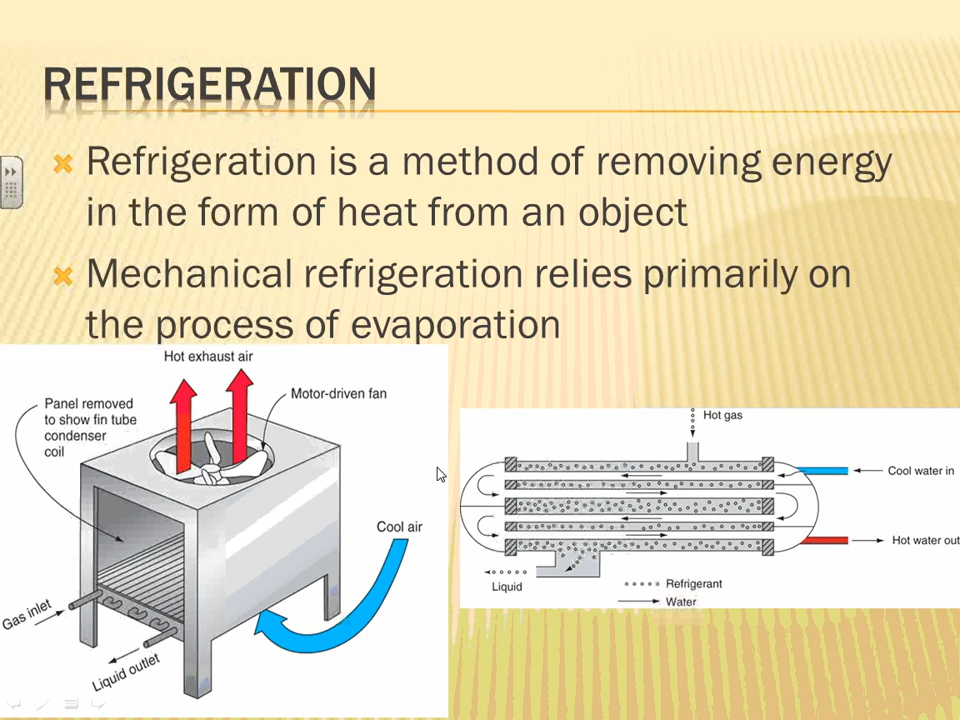 REFRIGERATION
Refrigeration is a method of removing energy
in the form of heat from an object
Mechanical refrigeration relies primarily on
the process of evaporation
Hot exhaust air
Motor-driven fan
Panel removed
to show fin tube
condenser
coil
Cool air
Gas inlet
Liquid outlet
Hot gas
Cool water in
Hot water out
Liquid
Refrigerant
Water